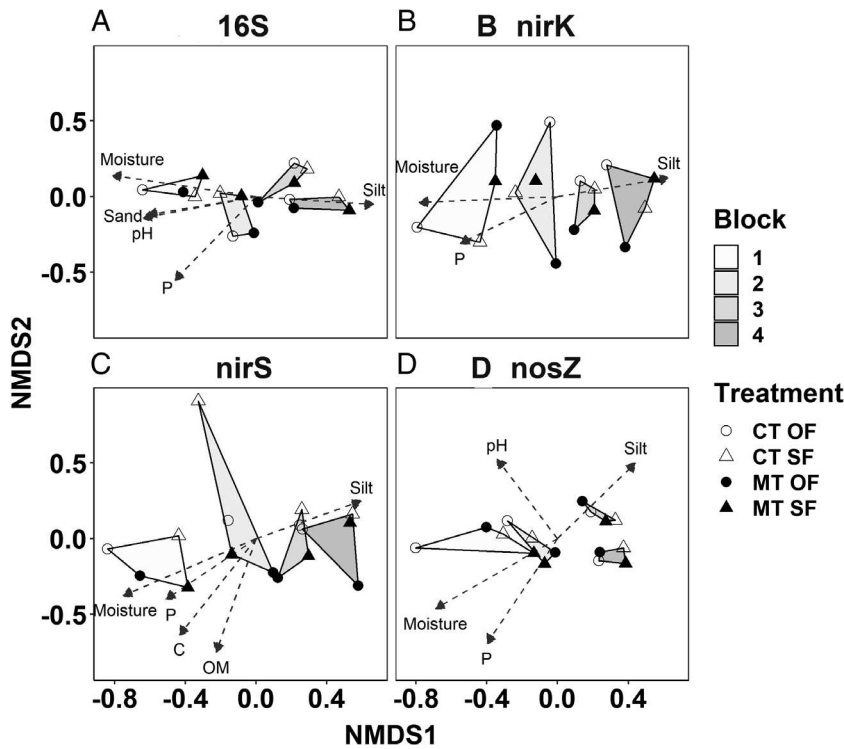 A
16S
B
B nirK
0.5
0.0
-0.5
Moisture
Sand
pH
P
Silt
Moisture
P
Silt
C
nirS
D
D nosZ
0.5
0.0
-0.5
Moisture
P
C
OM
Silt
pH
Silt
Moisture
P
-0.8
-0.4
0.0
0.4
-0.8
-0.4
0.0
0.4
NMDS2
NMDS1
Block
1
2
3
4
Treatment
CT OF
CT SF
MT OF
MT SF